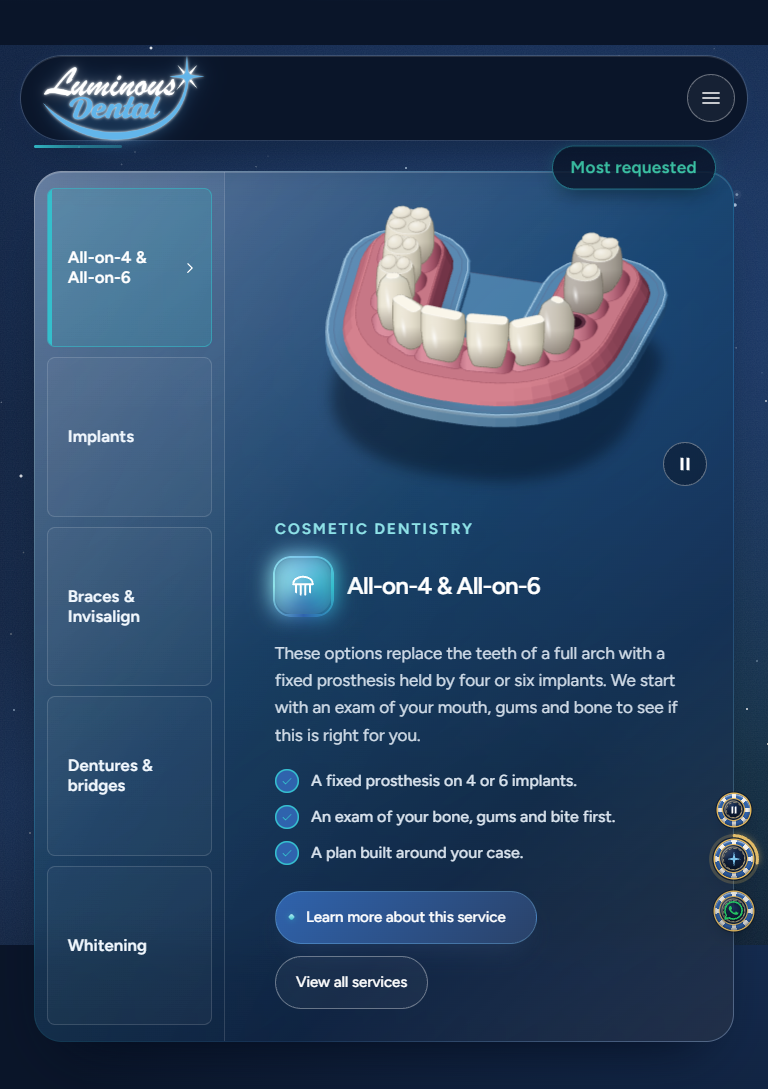 Luminous
Dental
Most requested
All-on-4 &
All-on-6
Implants
Braces &
Invisalign
Dentures &
bridges
Whitening
COSMETIC DENTISTRY
All-on-4 & All-on-6
These options replace the teeth of a full arch with a
fixed prosthesis held by four or six implants. We start
with an exam of your mouth, gums and bone to see if
this is right for you.
A fixed prosthesis on 4 or 6 implants.
An exam of your bone, gums and bite first.
A plan built around your case.
Learn more about this service
View all services